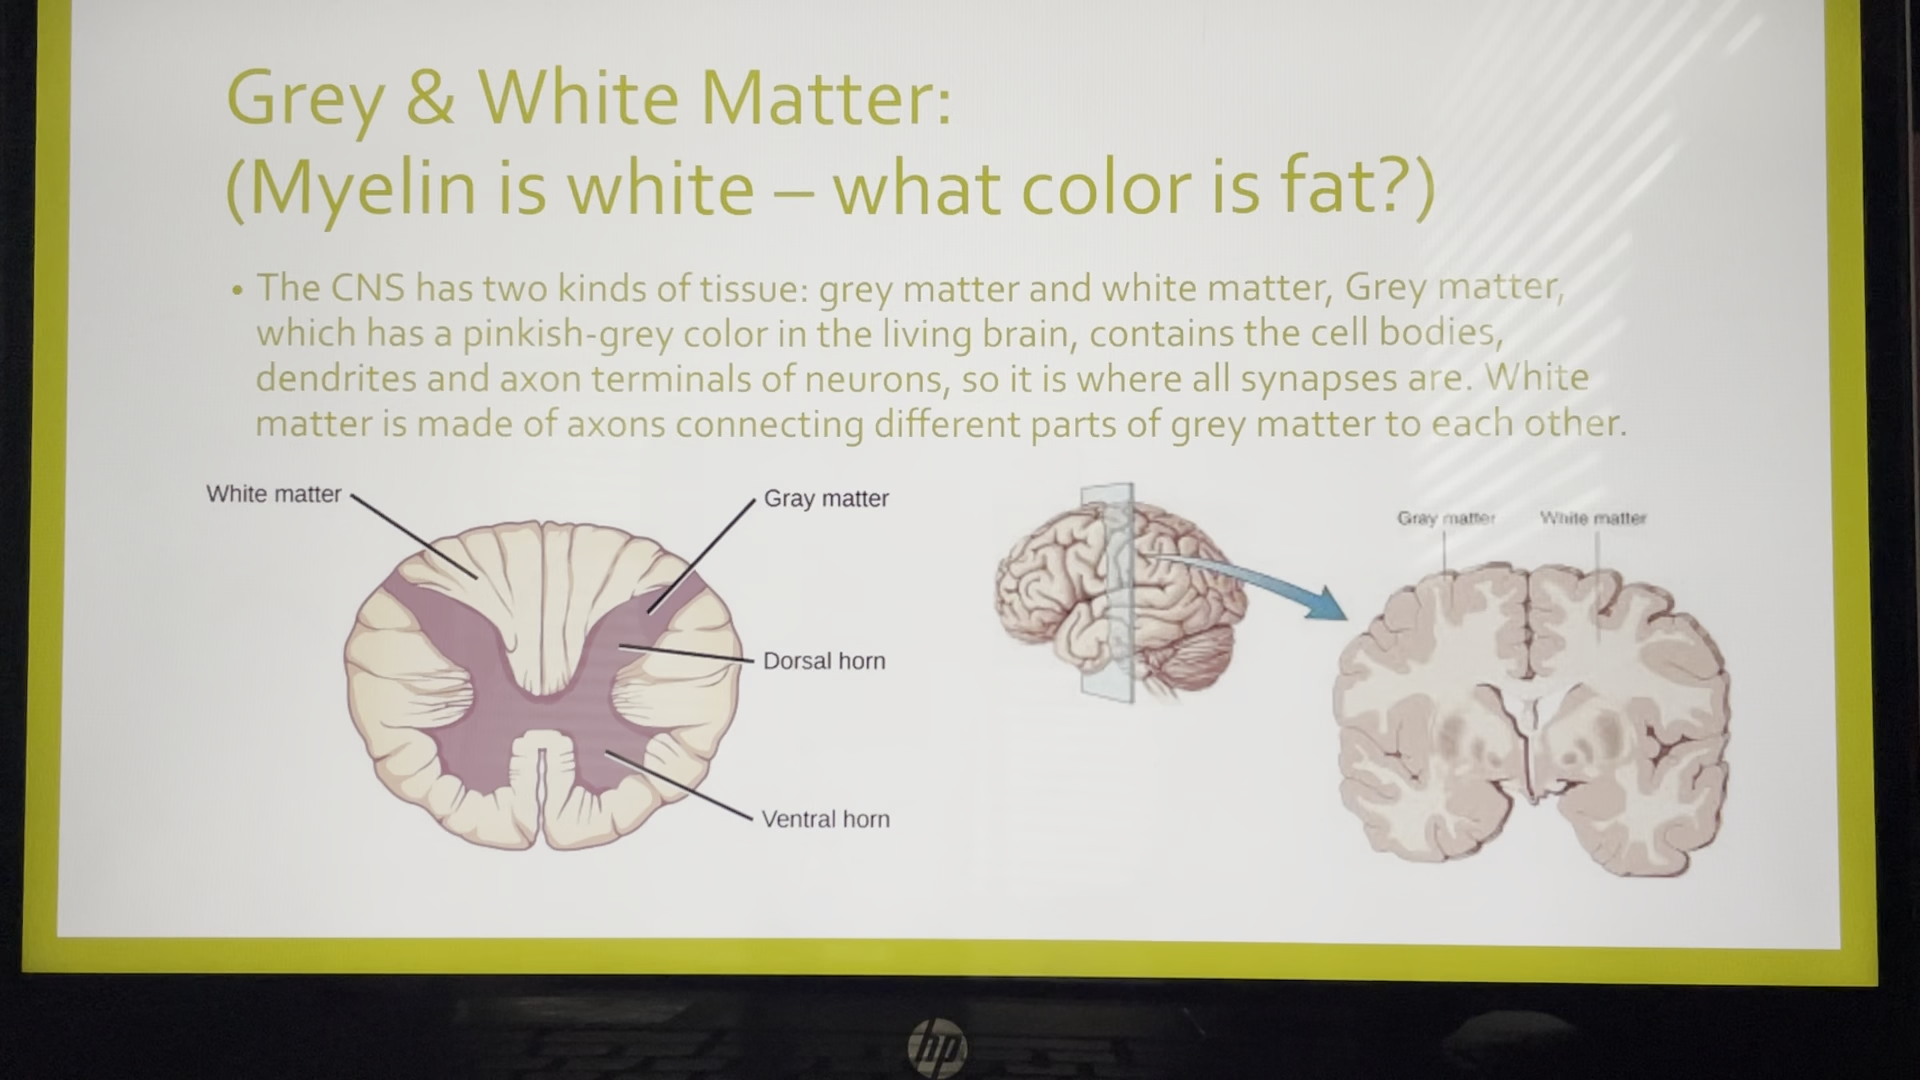 Grey & White Matter:
(Myelin is white – what color is fat?)
• The CNS has two kinds of tissue: grey matter and white matter, Grey matter,
which has a pinkish-grey color in the living brain, contains the cell bodies,
dendrites and axon terminals of neurons, so it is where all synapses are. White
matter is made of axons connecting different parts of grey matter to each other.
White matter
Gray matter
Dorsal horn
Ventral horn
Gray matter
White matter
hp